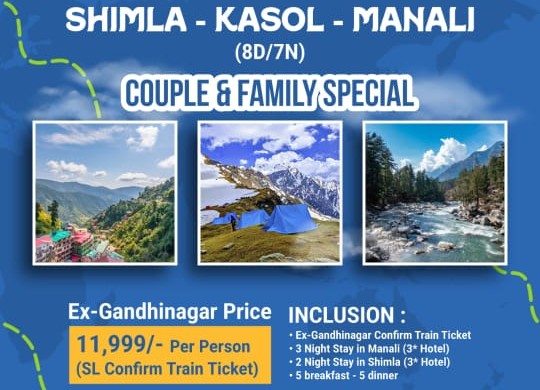 SHIMLA - KASOL - MANALI
(8D/7N)
COUPLE & FAMILY SPECIAL
Ex-Gandhinagar Price
11,999/- Per Person
(SL Confirm Train Ticket)
INCLUSION :
• Ex-Gandhinagar Confirm Train Ticket
• 3 Night Stay in Manali (3* Hotel)
• 2 Night Stay in Shimla (3* Hotel)
• 5 breakfast - 5 dinner